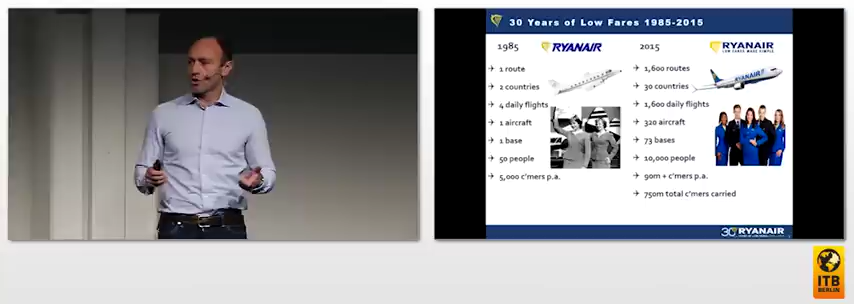 30 Years of Low Fares 1985-2015
1985
RYANAIR
1 route
2 countries
4 daily flights
1 aircraft
1 base
50 people
5,000 c'mers p.a.
2015
RYANAIR
LOW FARES. MADE SIMPLE.
1,600 routes
30 countries
1,600 daily flights
320 aircraft
73 bases
10,000 people
90m + c'mers p.a.
750m total c'mers carried
RYANAIR
30 RYANAIR
ITB
BERLIN